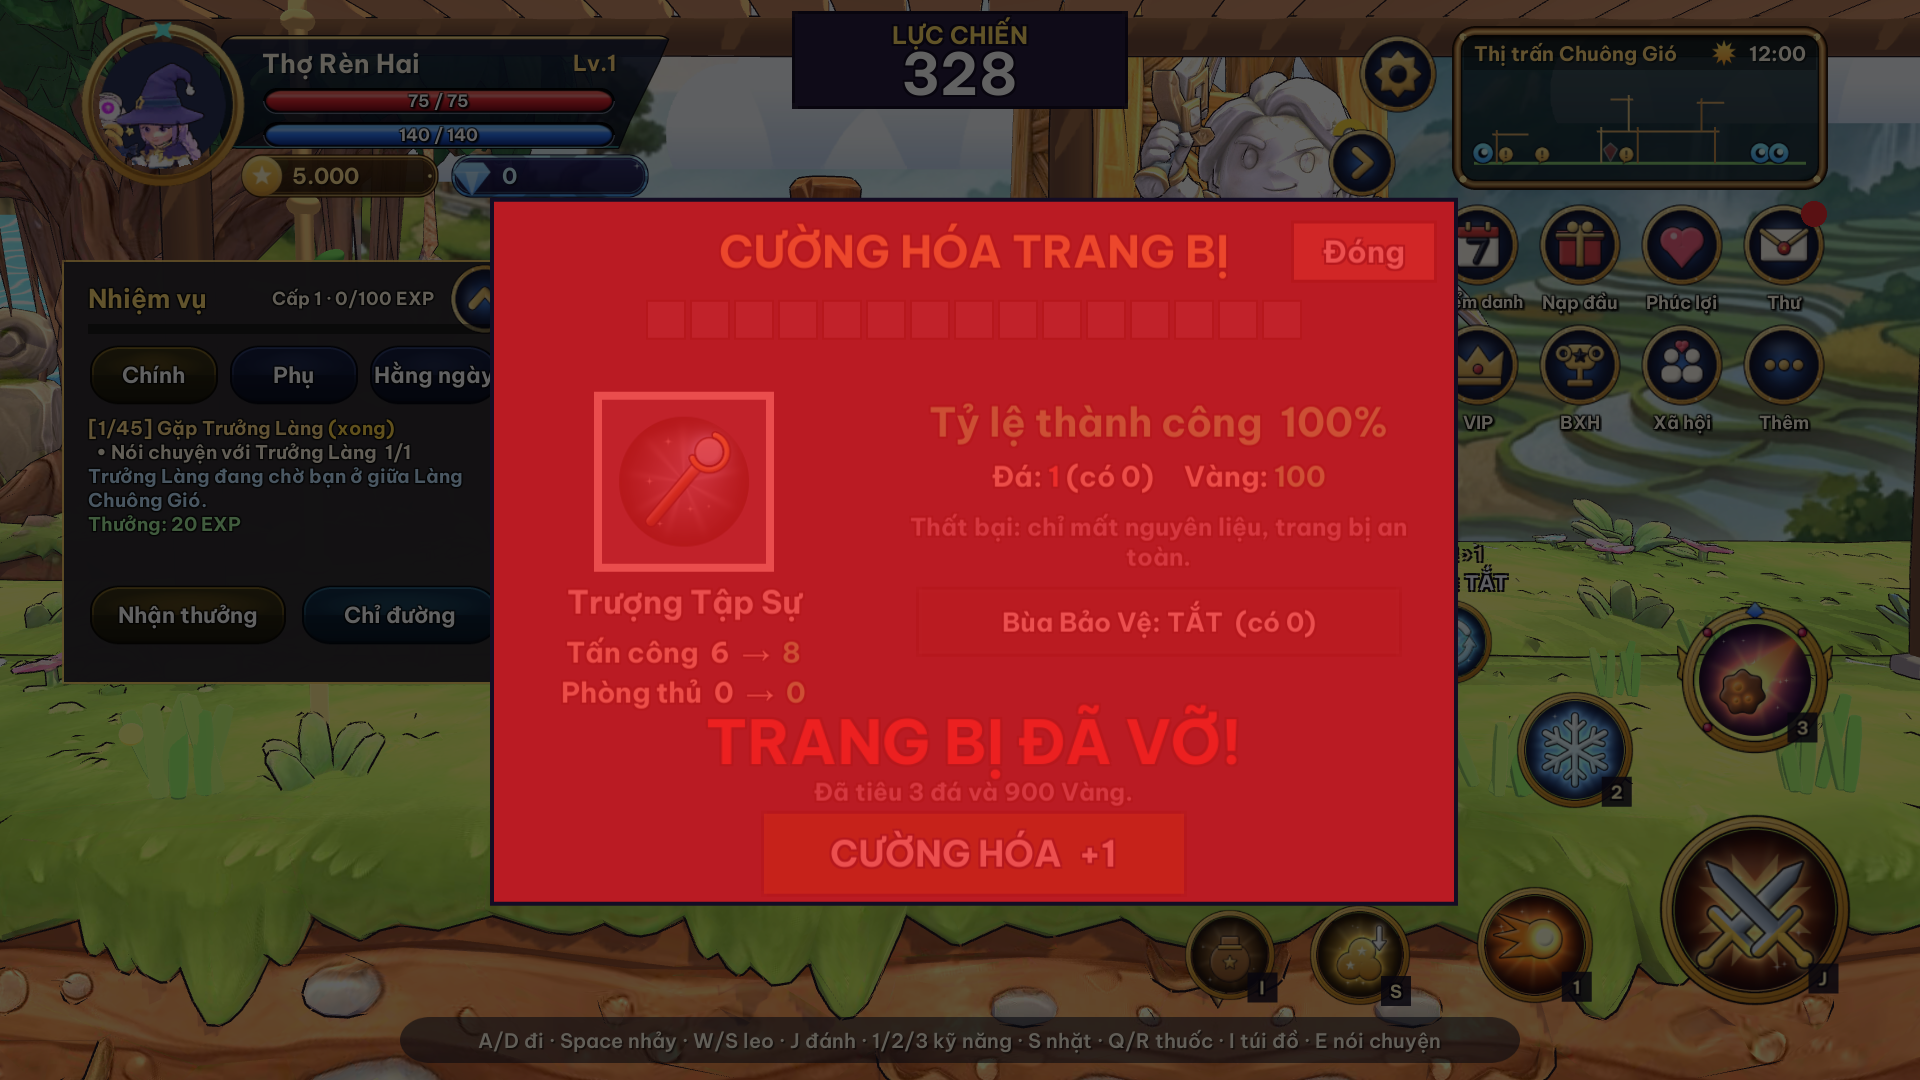 Thợ Rèn Hai
Lv.1
75 / 75
140 / 140
5.000
0
LỰC CHIẾN
328
Thị trấn Chuông Gió
12:00
7
Nạp đầu
Phúc lợi
Thư
VIP
BXH
Xã hội
Thêm
Nhiệm vụ
Cấp 1 · 0/100 EXP
Chính
Phụ
Hằng ngày
[1/45] Gặp Trưởng Làng (xong)
• Nói chuyện với Trưởng Làng 1/1
Trưởng Làng đang chờ bạn ở giữa Làng
Chuông Gió.
Thưởng: 20 EXP
Nhận thưởng
Chỉ đường
CƯỜNG HÓA TRANG BỊ
Đóng
Trượng Tập Sự
Tấn công 6 → 8
Phòng thủ 0 → 0
Tỷ lệ thành công 100%
Đá: 1 (có 0) Vàng: 100
Thất bại: chỉ mất nguyên liệu, trang bị an
toàn.
Bùa Bảo Vệ: TẮT (có 0)
TRANG BỊ ĐÃ VỠ!
Đã tiêu 3 đá và 900 Vàng.
CƯỜNG HÓA +1
TẮT
3
2
1
J
I
S
A/D đi · Space nhảy · W/S leo · J đánh · 1/2/3 kỹ năng · S nhặt · Q/R thuốc · I túi đồ · E nói chuyện